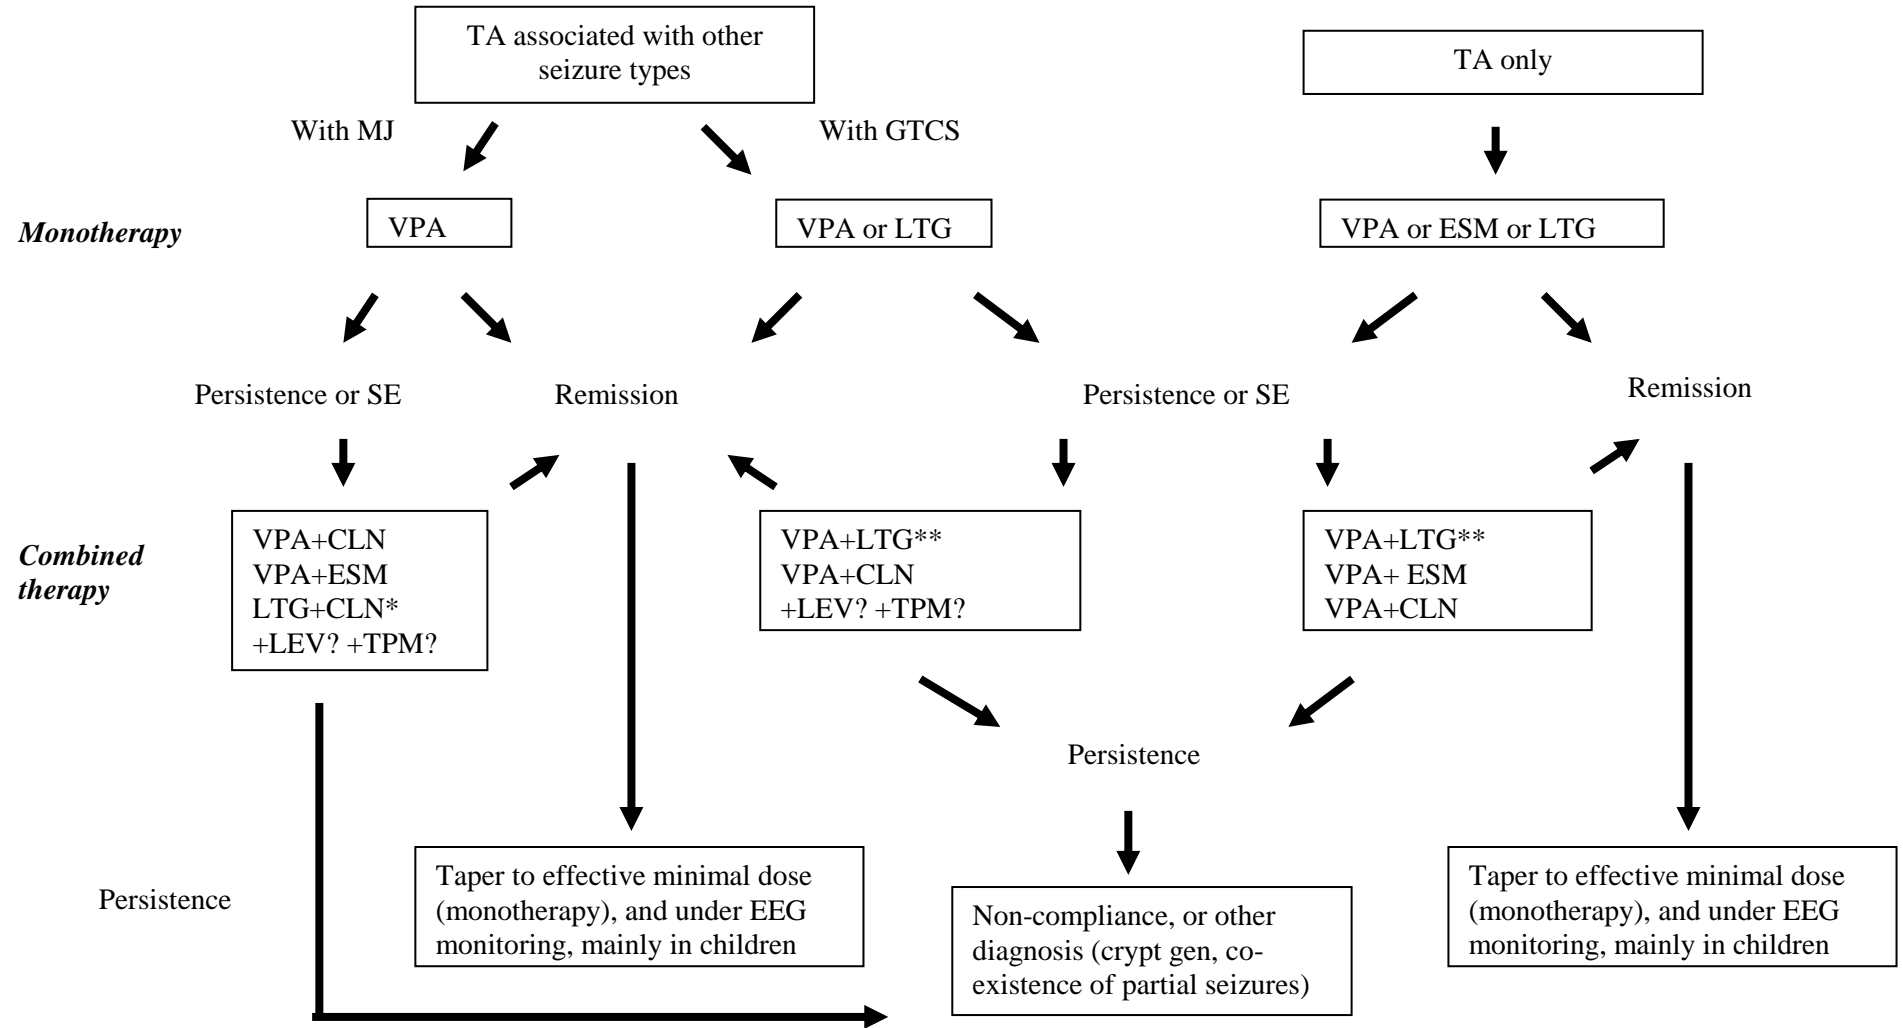 TA associated with other
seizure types
TA only
With MJ
With GTCS
Monotherapy
VPA
VPA or LTG
VPA or ESM or LTG
Persistence or SE
Remission
Persistence or SE
Remission
Combined
therapy
VPA+CLN
VPA+ESM
LTG+CLN*
+LEV? +TPM?
VPA+LTG**
VPA+CLN
+LEV? +TPM?
VPA+LTG**
VPA+ ESM
VPA+CLN
Persistence
Persistence
Taper to effective minimal dose
(monotherapy), and under EEG
monitoring, mainly in children
Non-compliance, or other
diagnosis (crypt gen, co-
existence of partial seizures)
Taper to effective minimal dose
(monotherapy), and under EEG
monitoring, mainly in children